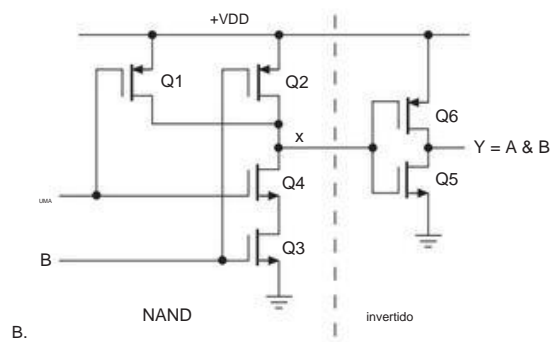 +VDD
Q1
Q2
Q6
x
Y = A & B
Q4
Q5
UMA
B
Q3
NAND
invertido
B.